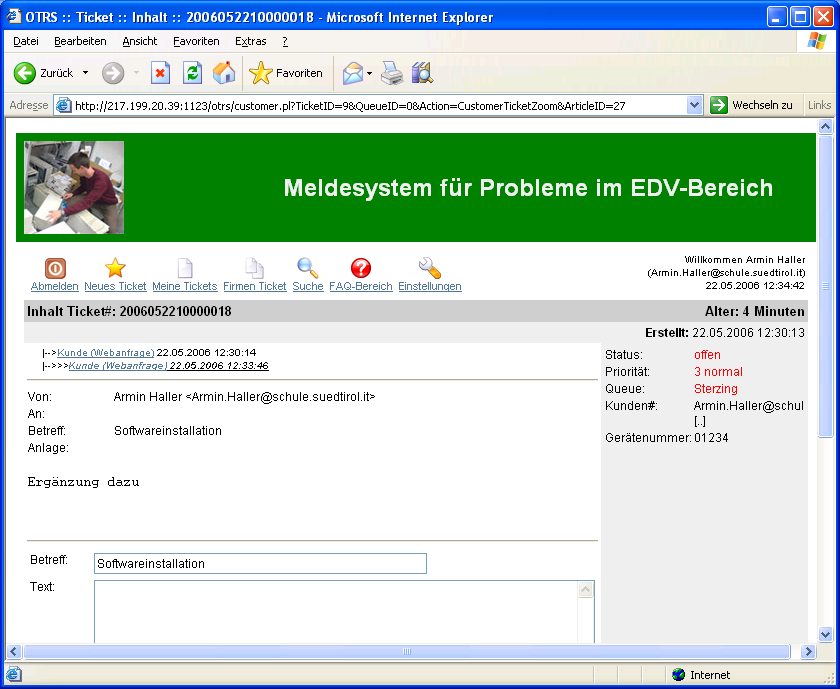 OTRS :: Ticket :: Inhalt :: 2006052210000018 - Microsoft Internet Explorer
Datei Bearbeiten Ansicht Favoriten Extras ?
Zurück Favoriten
Adresse http://217.199.20.39:1123/otrs/customer.pl?TicketID=9&QueueID=0&Action=CustomerTicketZoom&ArticleID=27 Wechseln zu Links
Meldesystem für Probleme im EDV-Bereich
Abmelden Neues Ticket Meine Tickets Firmen Ticket Suche FAQ-Bereich Einstellungen
Willkommen Armin Haller
(Armin.Haller@schule.suedtirol.it)
22.05.2006 12:34:42
Inhalt Ticket#: 2006052210000018 Alter: 4 Minuten
Erstellt: 22.05.2006 12:30:13
|-->Kunde (Webanfrage) 22.05.2006 12:30:14
|-->>>Kunde (Webanfrage) 22.05.2006 12:33:46
Von: Armin Haller <Armin.Haller@schule.suedtirol.it>
An:
Betreff: Softwareinstallation
Anlage:
Ergänzung dazu
Status: offen
Priorität: 3 normal
Queue: Sterzing
Kunden#: Armin.Haller@schul
[..]
Gerätenummer: 01234
Betreff: Softwareinstallation
Text:
Internet